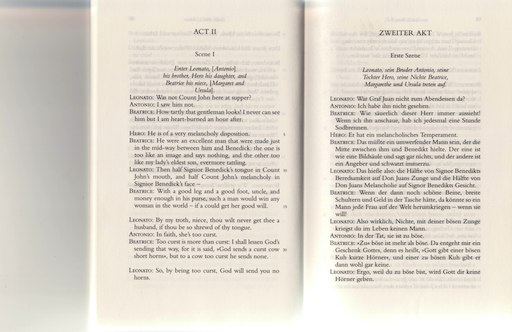 ACT II
Scene I
Enter Leonato, [Antonio]
his brother, Hero his daughter, and
Beatrice his niece, [Margaret and
Ursula].
LEONATO: Was not Count John here at supper?
ANTONIO: I saw him not.
BEATRICE: How tartly that gentleman looks! I never can see
him but I am heart-burned an hour after.
HERO: He is of a very melancholy disposition.
BEATRICE: He were an excellent man that were made just
in the mid-way between him and Benedick: the one is
too like an image and says nothing, and the other too
like my lady's eldest son, evermore tattling.
LEONATO: Then half Signior Benedick's tongue in Count
John's mouth, and half Count John's melancholy in
Signior Benedick's face –
BEATRICE: With a good leg and a good foot, uncle, and
money enough in his purse, such a man would win any
woman in the world – if a could get her good will.
LEONATO: By my troth, niece, thou wilt never get thee a
husband, if thou be so shrewd of thy tongue.
ANTONIO: In faith, she's too curst.
BEATRICE: Too curst is more than curst: I shall lessen God's
sending that way, for it is said, »God sends a curst cow
short horns«, but to a cow too curst he sends none.
LEONATO: So, by being too curst, God will send you no
horns.
ZWEITER AKT
Erste Szene
Leonato, sein Bruder Antonio, seine
Tochter Hero, seine Nichte Beatrice,
Margarethe und Ursula treten auf.
LEONATO: War Graf Juan nicht zum Abendessen da?
ANTONIO: Ich habe ihn nicht gesehen.
BEATRICE: Wie säuerlich dieser Herr immer aussieht!
Wenn ich ihn anschaue, hab ich jedesmal eine Stunde
Sodbrennen.
HERO: Er hat ein melancholisches Temperament.
BEATRICE: Das müßte ein umwerfender Mann sein, der die
Mitte zwischen ihm und Benedikt hielte. Der eine ist
wie eine Bildsäule und sagt gar nichts, und der andere ist
ein Angeber und schwatzt immerzu.
LEONATO: Das hieße also: die Hälfte von Signor Benedikts
Beredsamkeit auf Don Juans Zunge und die Hälfte von
Don Juans Melancholie auf Signor Benedikts Gesicht.
BEATRICE: Wenn der dann noch schöne Beine, breite
Schultern und Geld in der Tasche hätte, da könnte so ein
Mann jede Frau auf der Welt herumkriegen – wenn sie
will!
LEONATO: Also wirklich, Nichte, mit deiner bösen Zunge
kriegst du im Leben keinen Mann.
ANTONIO: In der Tat, sie ist zu böse.
BEATRICE: »Zu« böse ist mehr als böse. Da entgeht mir ein
Geschenk Gottes, denn es heißt, »Gott gibt einer bösen
Kuh kurze Hörner«, und einer zu bösen Kuh gibt er
dann wohl gar keine.
LEONATO: Ergo, weil du zu böse bist, wird Gott dir keine
Hörner geben.